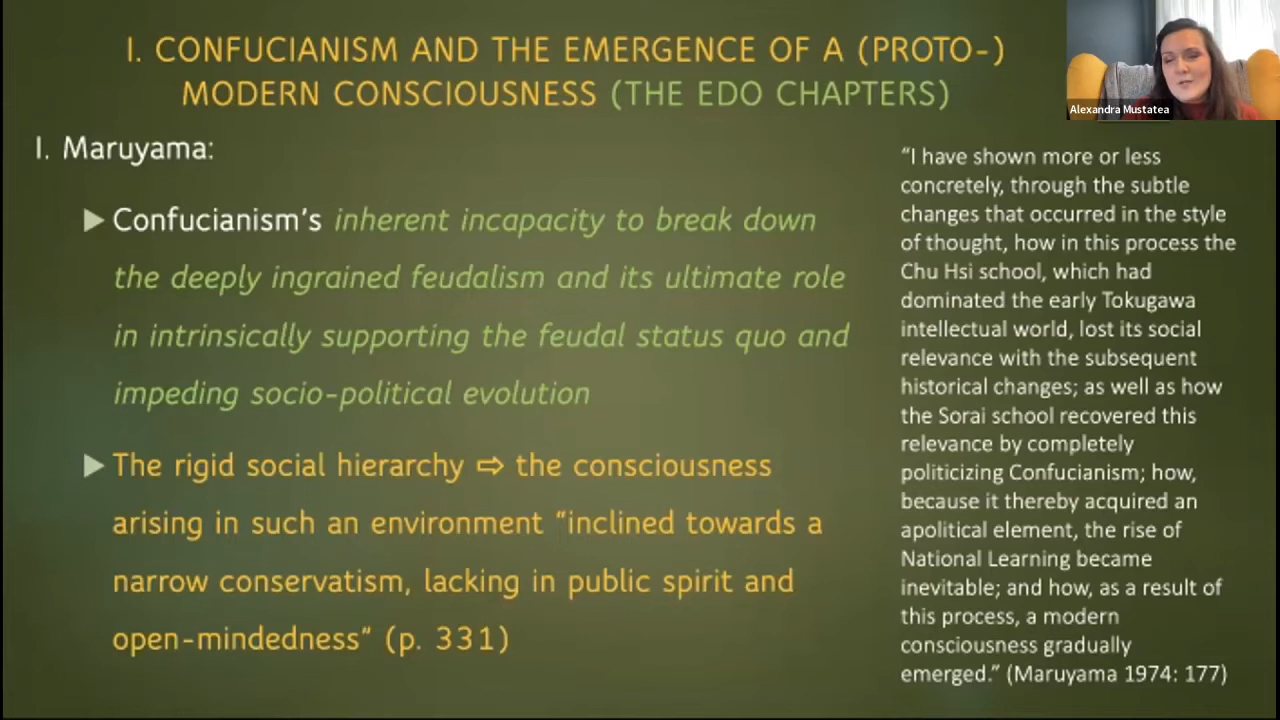 I. CONFUCIANISM AND THE EMERGENCE OF A (PROTO-)
MODERN CONSCIOUSNESS (THE EDO CHAPTERS)
Alexandra Mustatea
I. Maruyama:
▶ Confucianism's inherent incapacity to break down
the deeply ingrained feudalism and its ultimate role
in intrinsically supporting the feudal status quo and
impeding socio-political evolution
▶ The rigid social hierarchy ⇨ the consciousness
arising in such an environment "inclined towards a
narrow conservatism, lacking in public spirit and
open-mindedness" (p. 331)
"I have shown more or less
concretely, through the subtle
changes that occurred in the style
of thought, how in this process the
Chu Hsi school, which had
dominated the early Tokugawa
intellectual world, lost its social
relevance with the subsequent
historical changes; as well as how
the Sorai school recovered this
relevance by completely
politicizing Confucianism; how,
because it thereby acquired an
apolitical element, the rise of
National Learning became
inevitable; and how, as a result of
this process, a modern
consciousness gradually
emerged." (Maruyama 1974: 177)